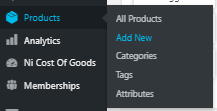 Products
Analytics
Ni Cost Of Goods
Memberships
All Products
Add New
Categories
Tags
Attributes